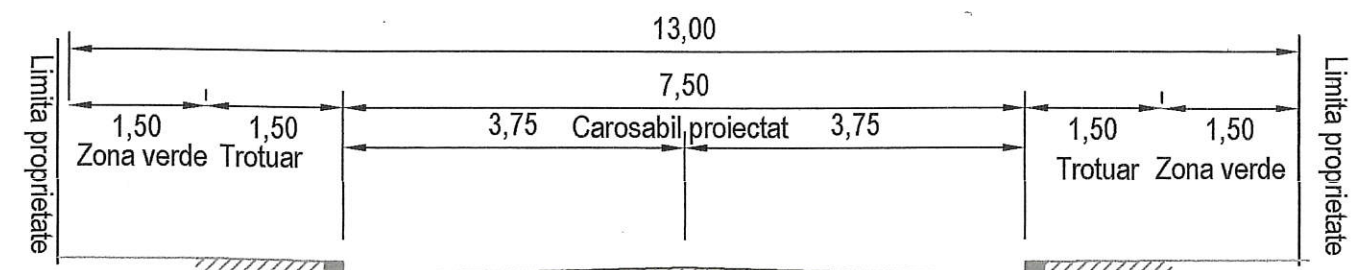 13,00
7,50
1,50 1,50 3,75 Carosabil proiectat 3,75 1,50 1,50
Zona verde Trotuar Trotuar Zona verde
Limita proprietate
Limita proprietate